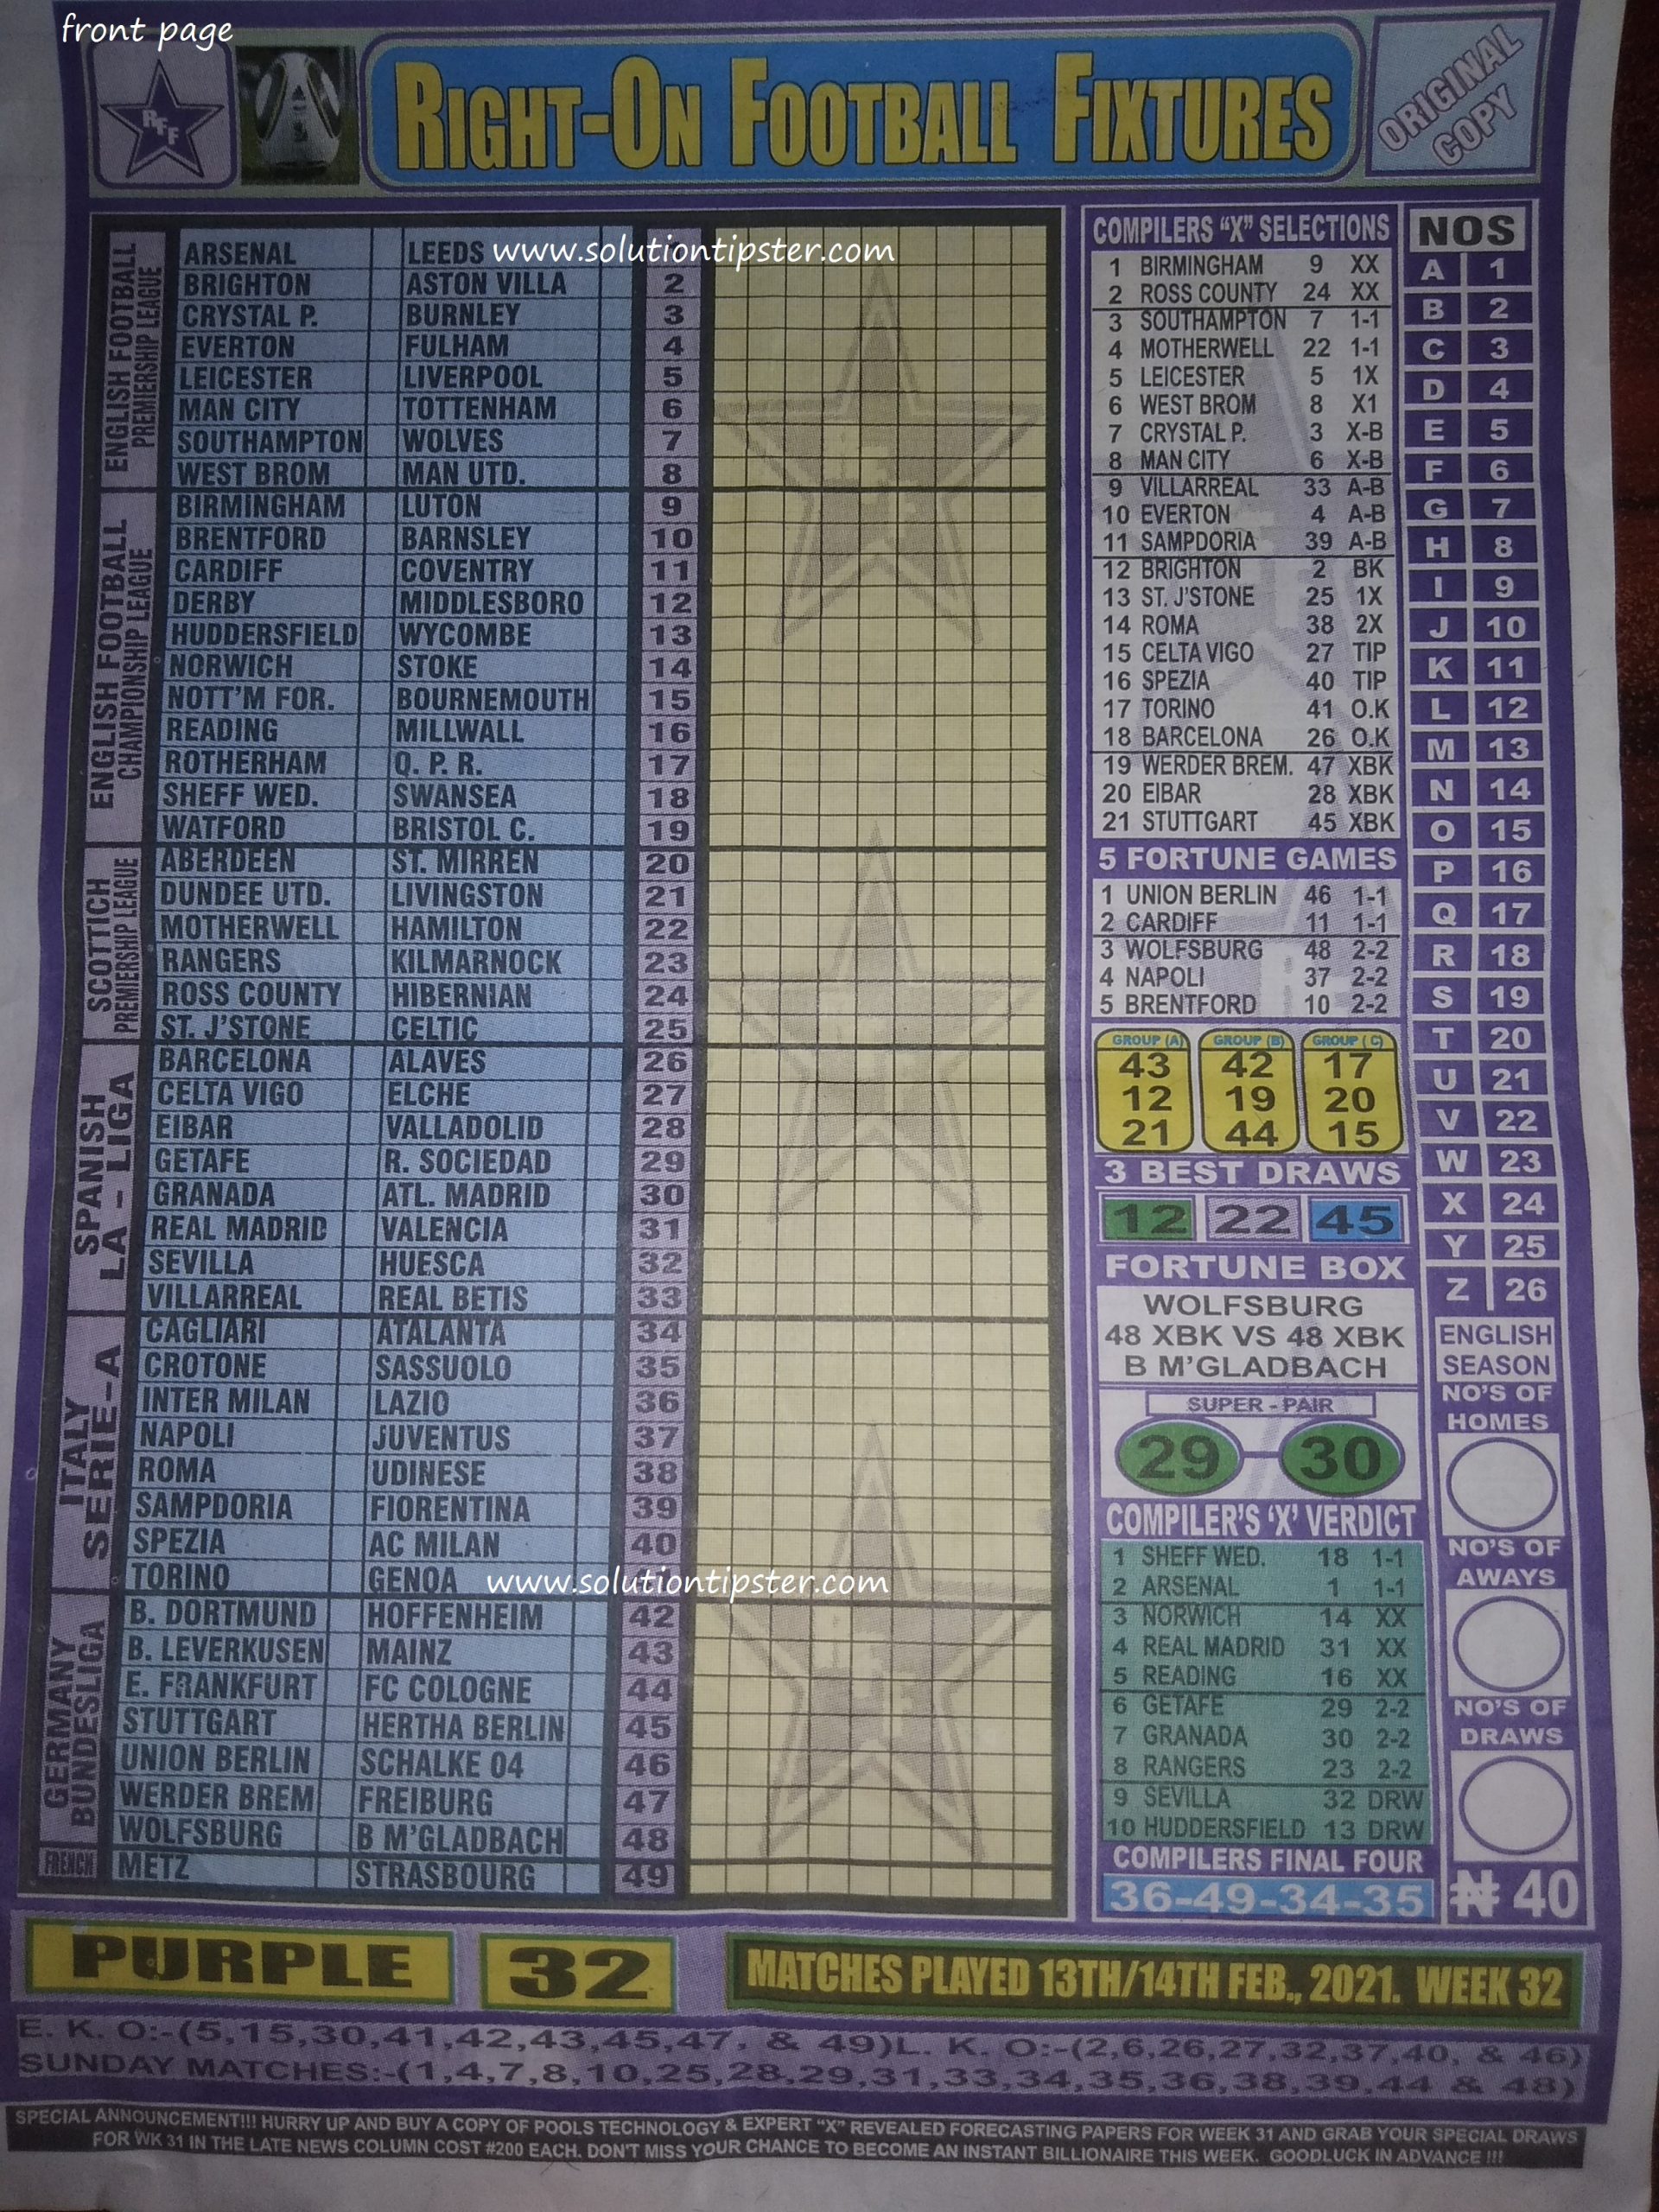 front page
RFF
RIGHT-ON FOOTBALL FIXTURES
ORIGINAL COPY
ENGLISH FOOTBALL
PREMIERSHIP LEAGUE
ARSENAL LEEDS www.solutiontipster.com
BRIGHTON ASTON VILLA 2
CRYSTAL P. BURNLEY 3
EVERTON FULHAM 4
LEICESTER LIVERPOOL 5
MAN CITY TOTTENHAM 6
SOUTHAMPTON WOLVES 7
WEST BROM MAN UTD. 8
ENGLISH FOOTBALL
CHAMPIONSHIP LEAGUE
BIRMINGHAM LUTON 9
BRENTFORD BARNSLEY 10
CARDIFF COVENTRY 11
DERBY MIDDLESBORO 12
HUDDERSFIELD WYCOMBE 13
NORWICH STOKE 14
NOTT'M FOR. BOURNEMOUTH 15
READING MILLWALL 16
ROTHERHAM Q. P. R. 17
SHEFF WED. SWANSEA 18
WATFORD BRISTOL C. 19
SCOTTICH
PREMIERSHIP LEAGUE
ABERDEEN ST. MIRREN 20
DUNDEE UTD. LIVINGSTON 21
MOTHERWELL HAMILTON 22
RANGERS KILMARNOCK 23
ROSS COUNTY HIBERNIAN 24
ST. J'STONE CELTIC 25
SPANISH
LA - LIGA
BARCELONA ALAVES 26
CELTA VIGO ELCHE 27
EIBAR VALLADOLID 28
GETAFE R. SOCIEDAD 29
GRANADA ATL. MADRID 30
REAL MADRID VALENCIA 31
SEVILLA HUESCA 32
VILLARREAL REAL BETIS 33
ITALY
SERIE-A
CAGLIARI ATALANTA 34
CROTONE SASSUOLO 35
INTER MILAN LAZIO 36
NAPOLI JUVENTUS 37
ROMA UDINESE 38
SAMPDORIA FIORENTINA 39
SPEZIA AC MILAN 40
TORINO GENOA www.solutiontipster.com
GERMANY
BUNDESLIGA
B. DORTMUND HOFFENHEIM 42
B. LEVERKUSEN MAINZ 43
E. FRANKFURT FC COLOGNE 44
STUTTGART HERTHA BERLIN 45
UNION BERLIN SCHALKE 04 46
WERDER BREM FREIBURG 47
WOLFSBURG B M'GLADBACH 48
FRENCH
METZ STRASBOURG 49
COMPILERS "X" SELECTIONS
1 BIRMINGHAM 9 XX
2 ROSS COUNTY 24 XX
3 SOUTHAMPTON 7 1-1
4 MOTHERWELL 22 1-1
5 LEICESTER 5 1X
6 WEST BROM 8 X1
7 CRYSTAL P. 3 X-B
8 MAN CITY 6 X-B
9 VILLARREAL 33 A-B
10 EVERTON 4 A-B
11 SAMPDORIA 39 A-B
12 BRIGHTON 2 BK
13 ST. J'STONE 25 1X
14 ROMA 38 2X
15 CELTA VIGO 27 TIP
16 SPEZIA 40 TIP
17 TORINO 41 O.K
18 BARCELONA 26 O.K
19 WERDER BREM. 47 XBK
20 EIBAR 28 XBK
21 STUTTGART 45 XBK
5 FORTUNE GAMES
1 UNION BERLIN 46 1-1
2 CARDIFF 11 1-1
3 WOLFSBURG 48 2-2
4 NAPOLI 37 2-2
5 BRENTFORD 10 2-2
GROUP (A) GROUP (B) GROUP (C)
43 42 17
12 19 20
21 44 15
3 BEST DRAWS
12 22 45
FORTUNE BOX
WOLFSBURG
48 XBK VS 48 XBK
B M'GLADBACH
SUPER - PAIR
29 - 30
COMPILER'S 'X' VERDICT
1 SHEFF WED. 18 1-1
2 ARSENAL 1 1-1
3 NORWICH 14 XX
4 REAL MADRID 31 XX
5 READING 16 XX
6 GETAFE 29 2-2
7 GRANADA 30 2-2
8 RANGERS 23 2-2
9 SEVILLA 32 DRW
10 HUDDERSFIELD 13 DRW
COMPILERS FINAL FOUR
36-49-34-35
NOS
A 1
B 2
C 3
D 4
E 5
F 6
G 7
H 8
I 9
J 10
K 11
L 12
M 13
N 14
O 15
P 16
Q 17
R 18
S 19
T 20
U 21
V 22
W 23
X 24
Y 25
Z 26
ENGLISH
SEASON
NO'S OF
HOMES
NO'S OF
AWAYS
NO'S OF
DRAWS
₦ 40
PURPLE 32 MATCHES PLAYED 13TH/14TH FEB., 2021. WEEK 32
E. K. O:-(5,15,30,41,42,43,45,47, & 49)L. K. O:-(2,6,26,27,32,37,40, & 46)
SUNDAY MATCHES:-(1,4,7,8,10,25,28,29,31,33,34,35,36,38,39,44 & 48)
SPECIAL ANNOUNCEMENT!!! HURRY UP AND BUY A COPY OF POOLS TECHNOLOGY & EXPERT "X" REVEALED FORECASTING PAPERS FOR WEEK 31 AND GRAB YOUR SPECIAL DRAWS
FOR WK 31 IN THE LATE NEWS COLUMN COST #200 EACH. DON'T MISS YOUR CHANCE TO BECOME AN INSTANT BILLIONAIRE THIS WEEK. GOODLUCK IN ADVANCE !!!